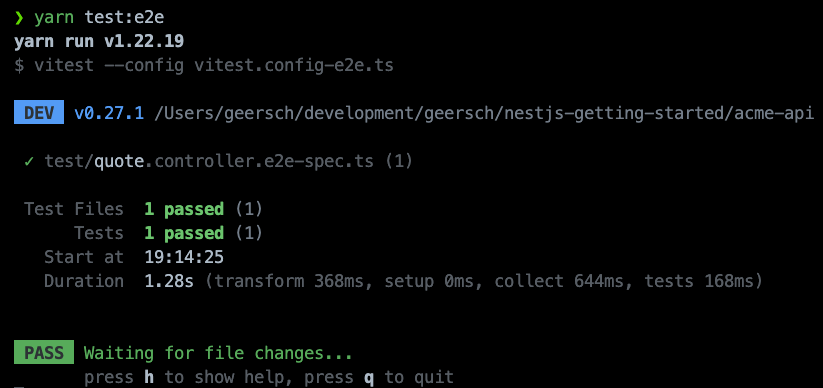 ❯ yarn test:e2e
yarn run v1.22.19
$ vitest --config vitest.config-e2e.ts
DEV v0.27.1 /Users/geersch/development/geersch/nestjs-getting-started/acme-api
✓ test/quote.controller.e2e-spec.ts (1)
Test Files 1 passed (1)
Tests 1 passed (1)
Start at 19:14:25
Duration 1.28s (transform 368ms, setup 0ms, collect 644ms, tests 168ms)
PASS Waiting for file changes...
press h to show help, press q to quit